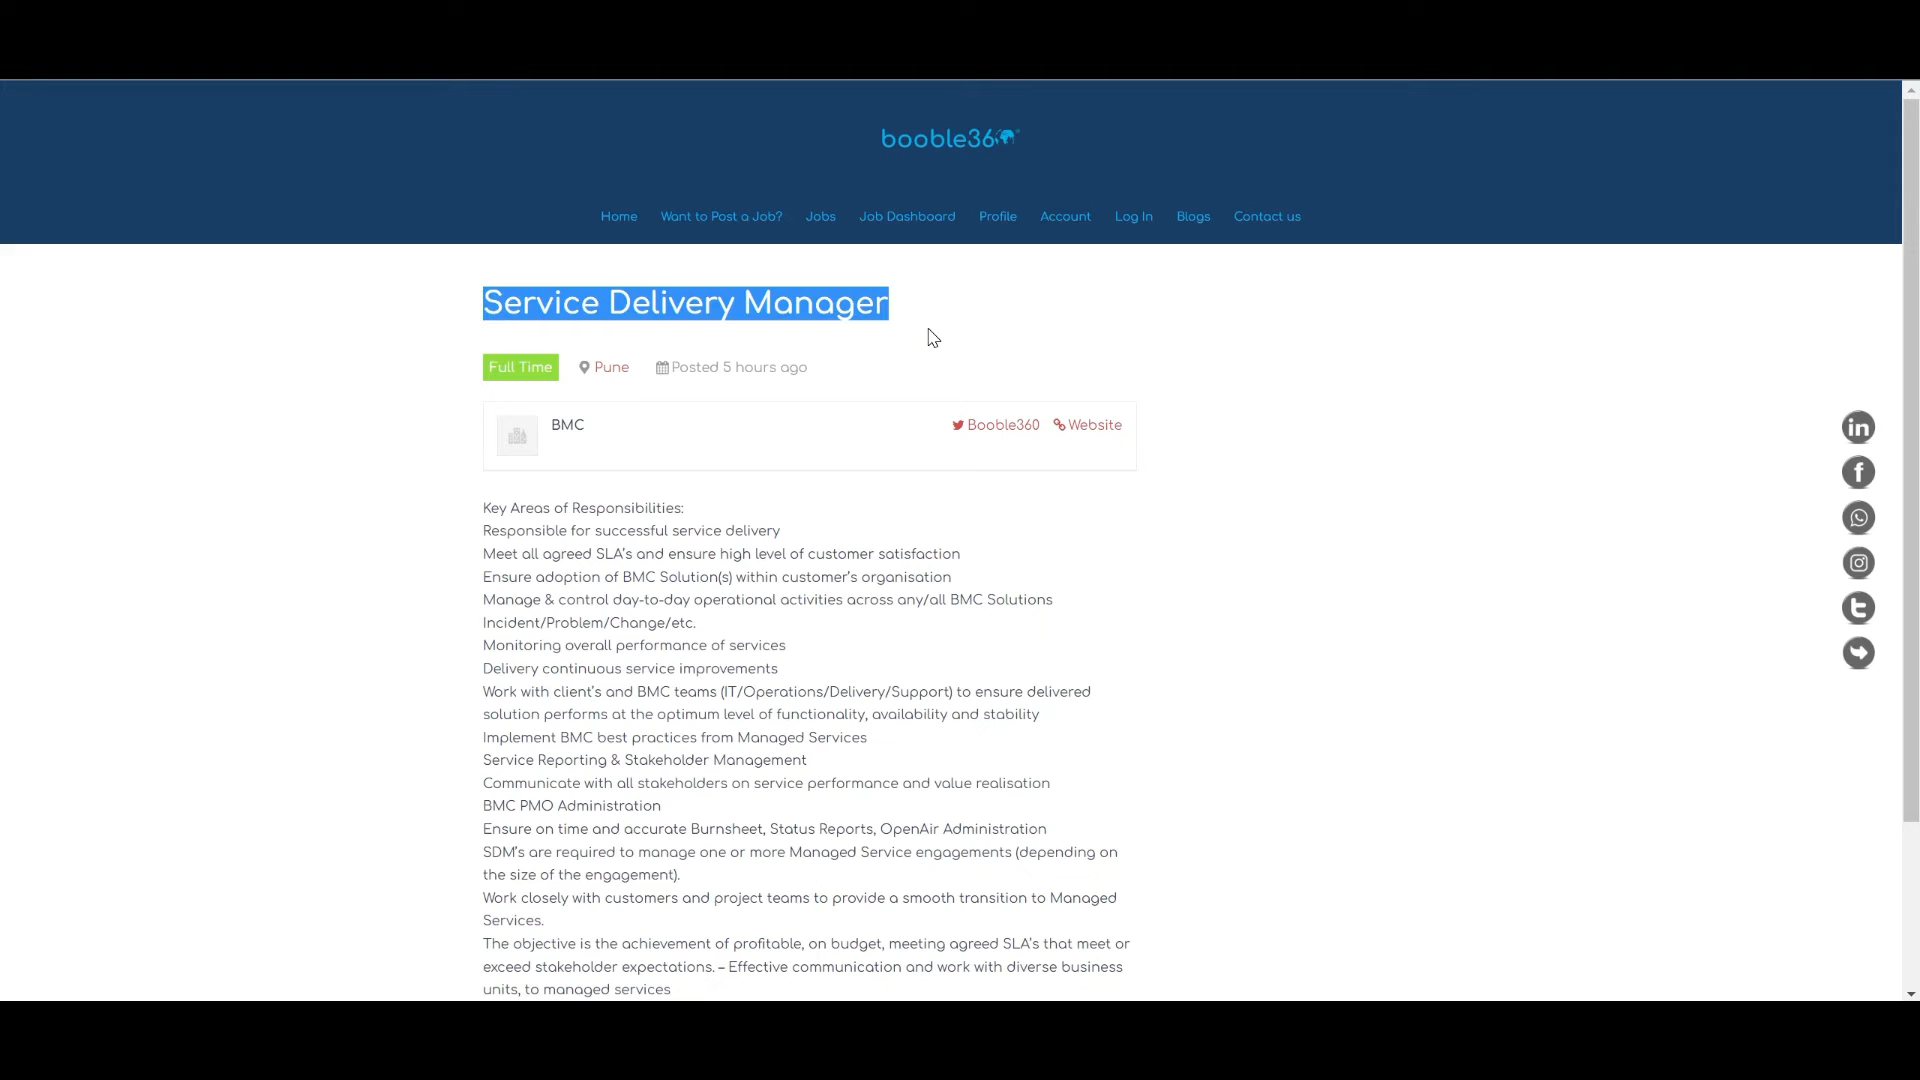 booble360
Home Want to Post a Job? Jobs Job Dashboard Profile Account Log In Blogs Contact us
Service Delivery Manager
Full Time Pune Posted 5 hours ago
BMC Booble360 Website
Key Areas of Responsibilities:
Responsible for successful service delivery
Meet all agreed SLA's and ensure high level of customer satisfaction
Ensure adoption of BMC Solution(s) within customer's organisation
Manage & control day-to-day operational activities across any/all BMC Solutions
Incident/Problem/Change/etc.
Monitoring overall performance of services
Delivery continuous service improvements
Work with client's and BMC teams (IT/Operations/Delivery/Support) to ensure delivered
solution performs at the optimum level of functionality, availability and stability
Implement BMC best practices from Managed Services
Service Reporting & Stakeholder Management
Communicate with all stakeholders on service performance and value realisation
BMC PMO Administration
Ensure on time and accurate Burnsheet, Status Reports, OpenAir Administration
SDM's are required to manage one or more Managed Service engagements (depending on
the size of the engagement).
Work closely with customers and project teams to provide a smooth transition to Managed
Services.
The objective is the achievement of profitable, on budget, meeting agreed SLA's that meet or
exceed stakeholder expectations. – Effective communication and work with diverse business
units, to managed services